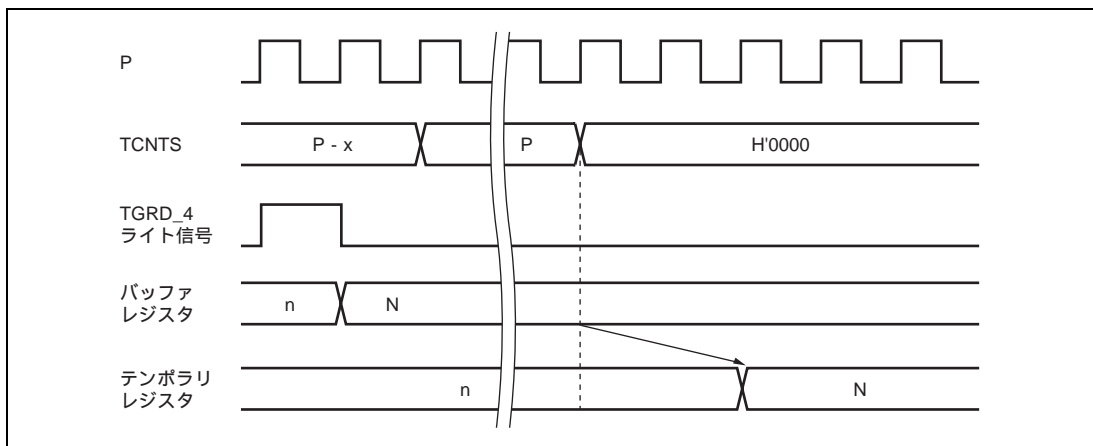 P
TCNTS
P - x
P
H'0000
TGRD_4
ライト信号
バッファ
レジスタ
n
N
テンポラリ
レジスタ
n
N